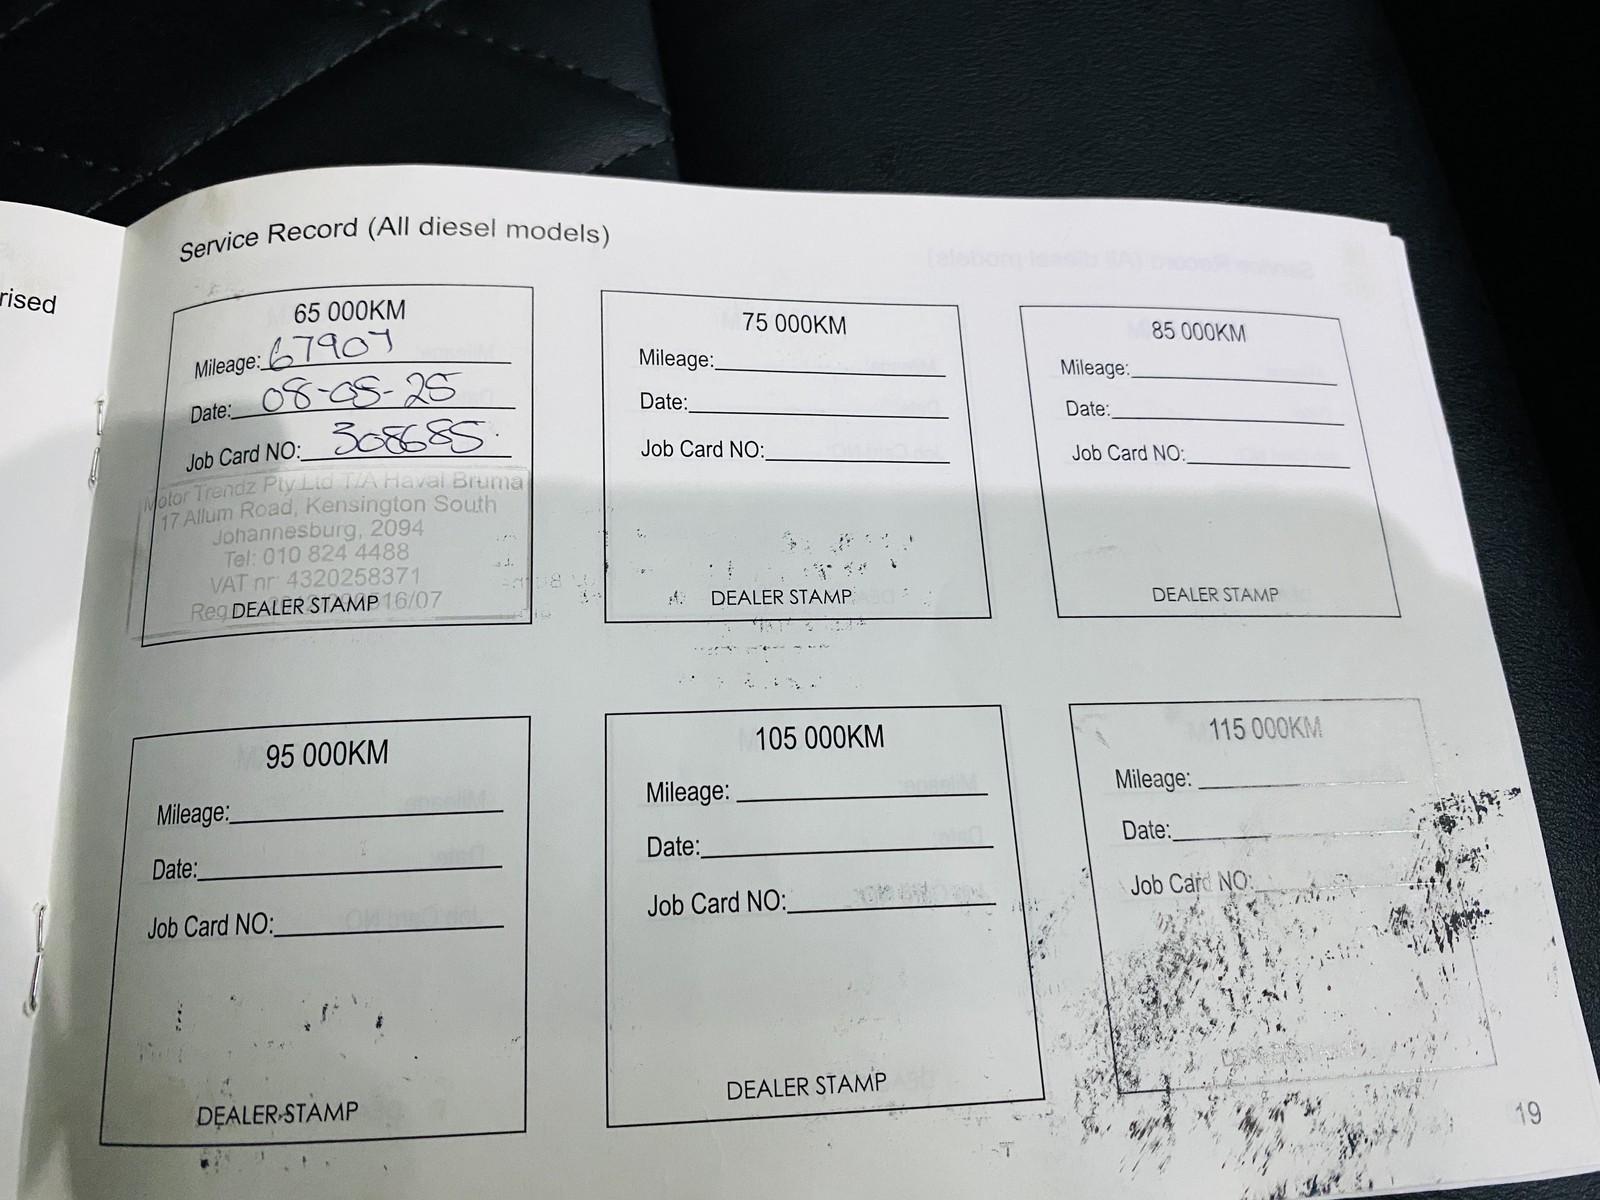 rised
Service Record (All diesel models)
65 000KM
Mileage: 67907
Date: 08-05-25
Job Card NO: 308685
Motor Trendz Pty Ltd T/A Haval Bruma
17 Allum Road, Kensington South
Johannesburg, 2094
Tel: 010 824 4488
VAT nr: 4320258371
Reg
DEALER STAMP
75 000KM
Mileage:
Date:
Job Card NO:
DEALER STAMP
85 000KM
Mileage:
Date:
Job Card NO:
DEALER STAMP
95 000KM
Mileage:
Date:
Job Card NO:
DEALER STAMP
105 000KM
Mileage:
Date:
Job Card NO:
DEALER STAMP
115 000KM
Mileage:
Date:
Job Card NO:
19